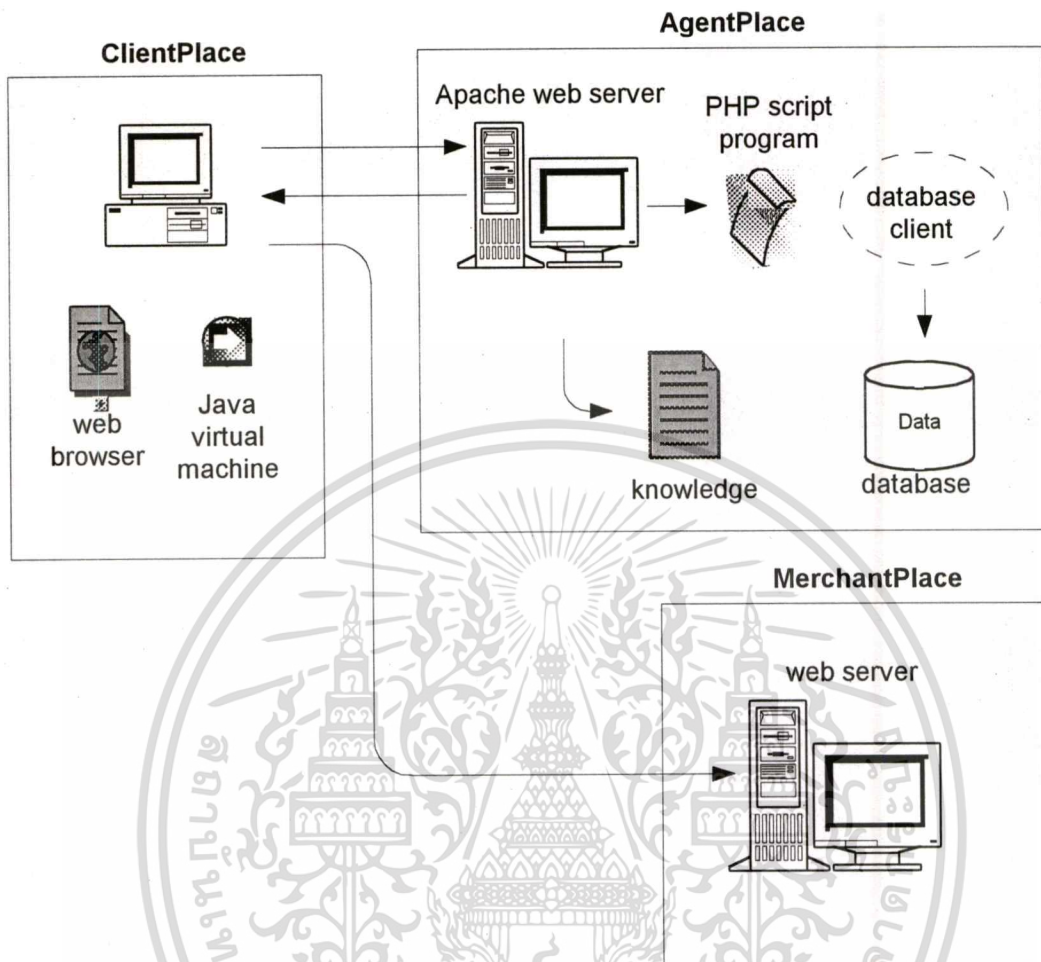 ClientPlace
web
browser
Java
virtual
machine
AgentPlace
Apache web server
PHP script
program
database
client
knowledge
Data
database
MerchantPlace
web server